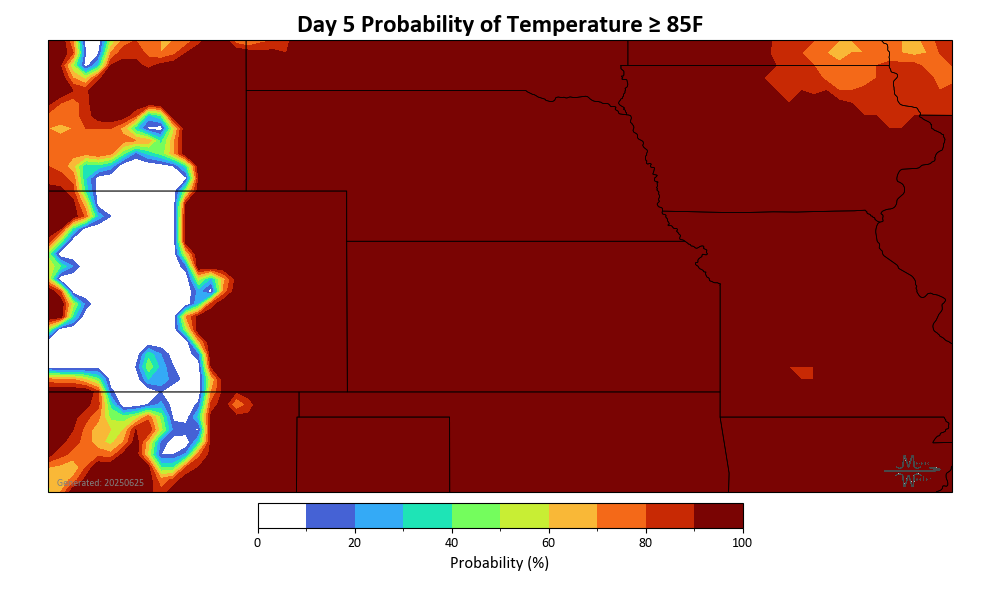 Day 5 Probability of Temperature ≥ 85F
Generated: 20250625
0 20 40 60 80 100
Probability (%)